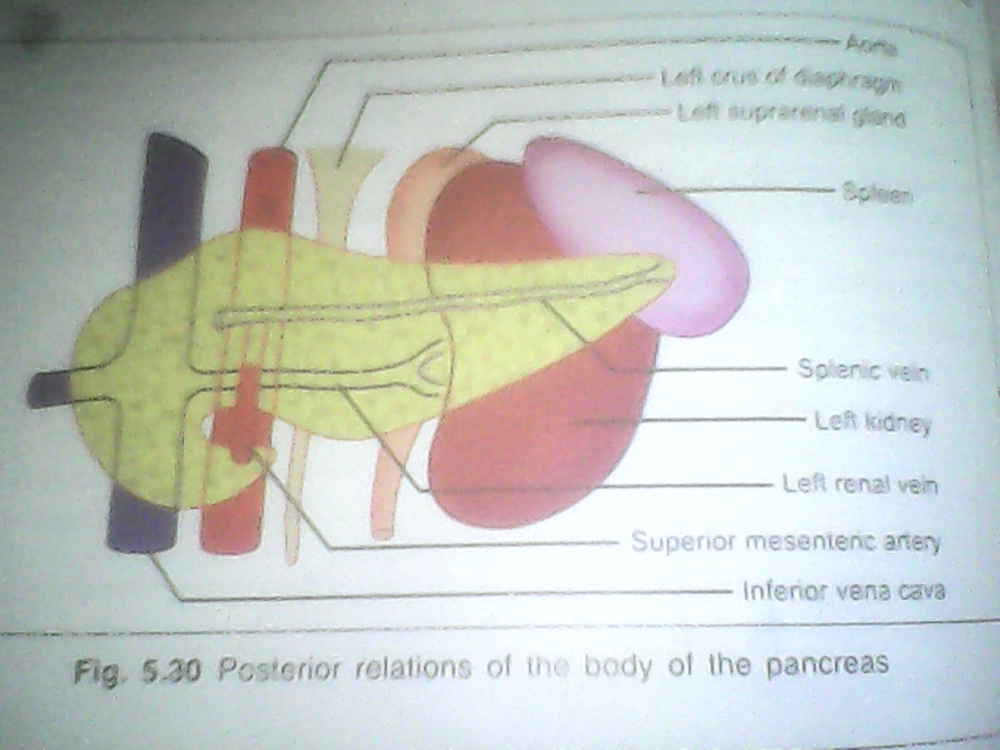 Aorta
Left crus of diaphragm
Left suprarenal gland
Spleen
Splenic vein
Left kidney
Left renal vein
Superior mesenteric artery
Inferior vena cava
Fig. 5.30 Posterior relations of the body of the pancreas